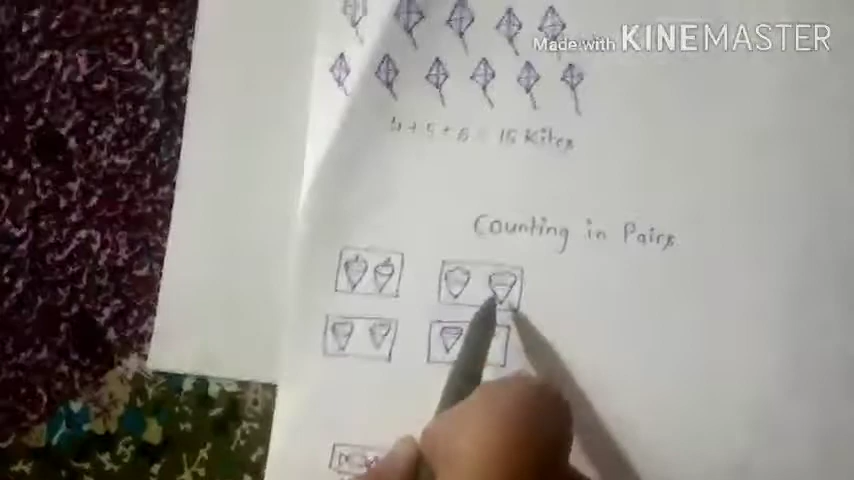 Made with KINEMASTER
4 + 5 + 6 = 15 Kites
Counting in Pairs